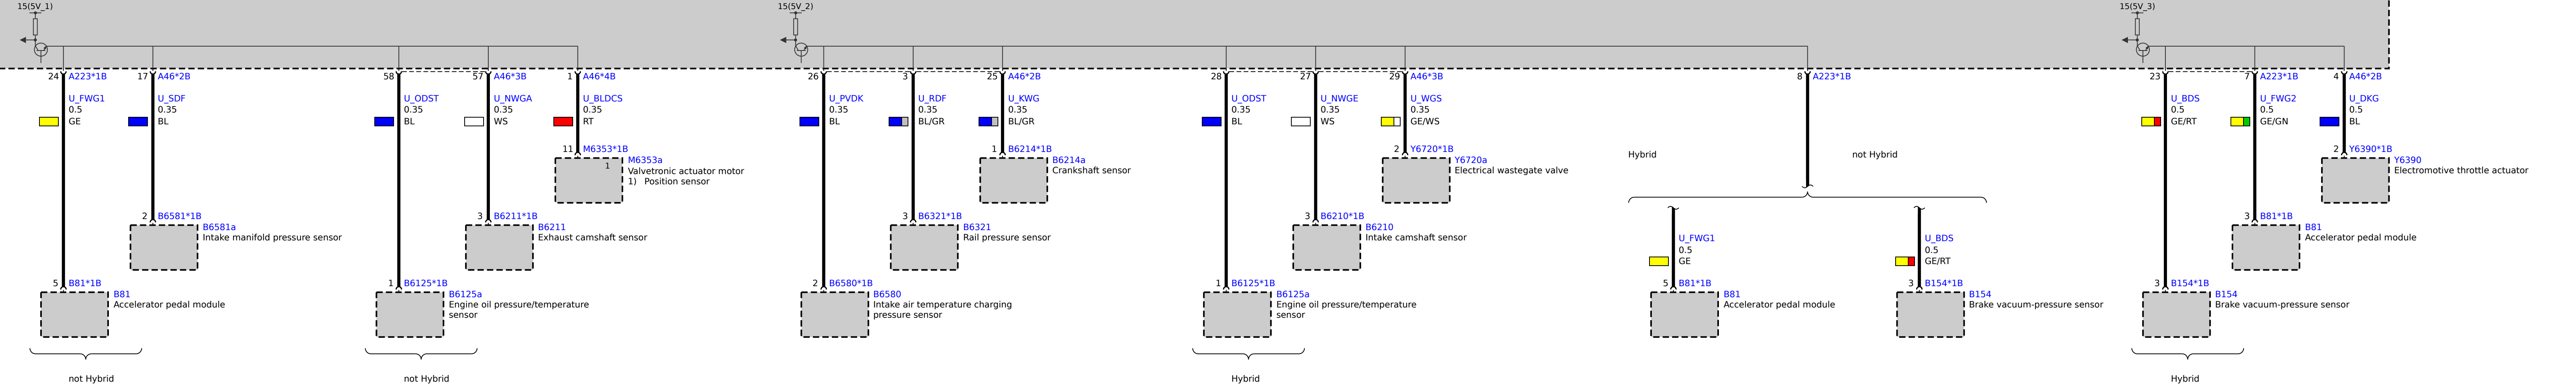 15(5V_1)
15(5V_2)
15(5V_3)
24 A223*1B
17 A46*2B
58
57 A46*3B
1 A46*4B
26
3
25 A46*2B
28
27
29 A46*3B
8 A223*1B
23
7 A223*1B
4 A46*2B
U_FWG1
0.5
GE
U_SDF
0.35
BL
U_ODST
0.35
BL
U_NWGA
0.35
WS
U_BLDCS
0.35
RT
U_PVDK
0.35
BL
U_RDF
0.35
BL/GR
U_KWG
0.35
BL/GR
U_ODST
0.35
BL
U_NWGE
0.35
WS
U_WGS
0.35
GE/WS
U_BDS
0.5
GE/RT
U_FWG2
0.5
GE/GN
U_DKG
0.5
BL
11 M6353*1B
1
M6353a
Valvetronic actuator motor
1) Position sensor
1 B6214*1B
B6214a
Crankshaft sensor
2 Y6720*1B
Y6720a
Electrical wastegate valve
Hybrid
not Hybrid
2 Y6390*1B
Y6390
Electromotive throttle actuator
2 B6581*1B
B6581a
Intake manifold pressure sensor
3 B6211*1B
B6211
Exhaust camshaft sensor
3 B6321*1B
B6321
Rail pressure sensor
3 B6210*1B
B6210
Intake camshaft sensor
U_FWG1
0.5
GE
U_BDS
0.5
GE/RT
3 B81*1B
B81
Accelerator pedal module
5 B81*1B
B81
Accelerator pedal module
1 B6125*1B
B6125a
Engine oil pressure/temperature
sensor
2 B6580*1B
B6580
Intake air temperature charging
pressure sensor
1 B6125*1B
B6125a
Engine oil pressure/temperature
sensor
5 B81*1B
B81
Accelerator pedal module
3 B154*1B
B154
Brake vacuum-pressure sensor
3 B154*1B
B154
Brake vacuum-pressure sensor
not Hybrid
not Hybrid
Hybrid
Hybrid